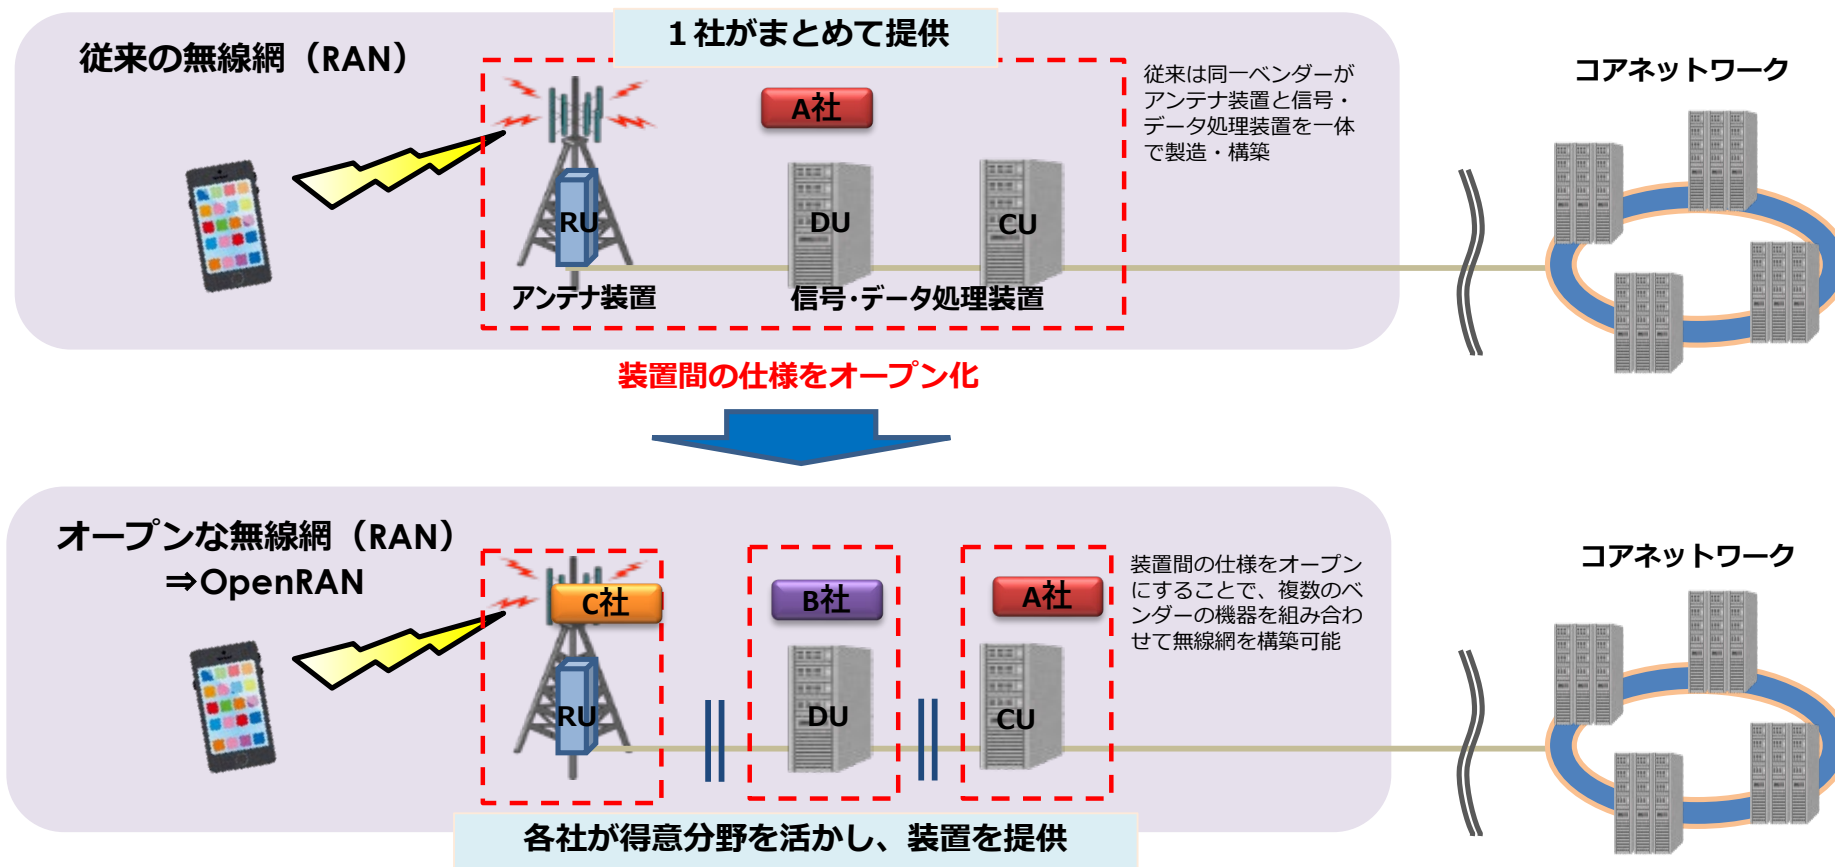 １社がまとめて提供
従来の無線網（RAN）
A社
従来は同一ベンダーが
アンテナ装置と信号・
データ処理装置を一体
で製造・構築
コアネットワーク
RU
DU
CU
アンテナ装置
信号･データ処理装置
装置間の仕様をオープン化
オープンな無線網（RAN）
⇒OpenRAN
C社
B社
A社
装置間の仕様をオープン
にすることで、複数のベ
ンダーの機器を組み合わ
せて無線網を構築可能
コアネットワーク
RU
DU
CU
各社が得意分野を活かし、装置を提供